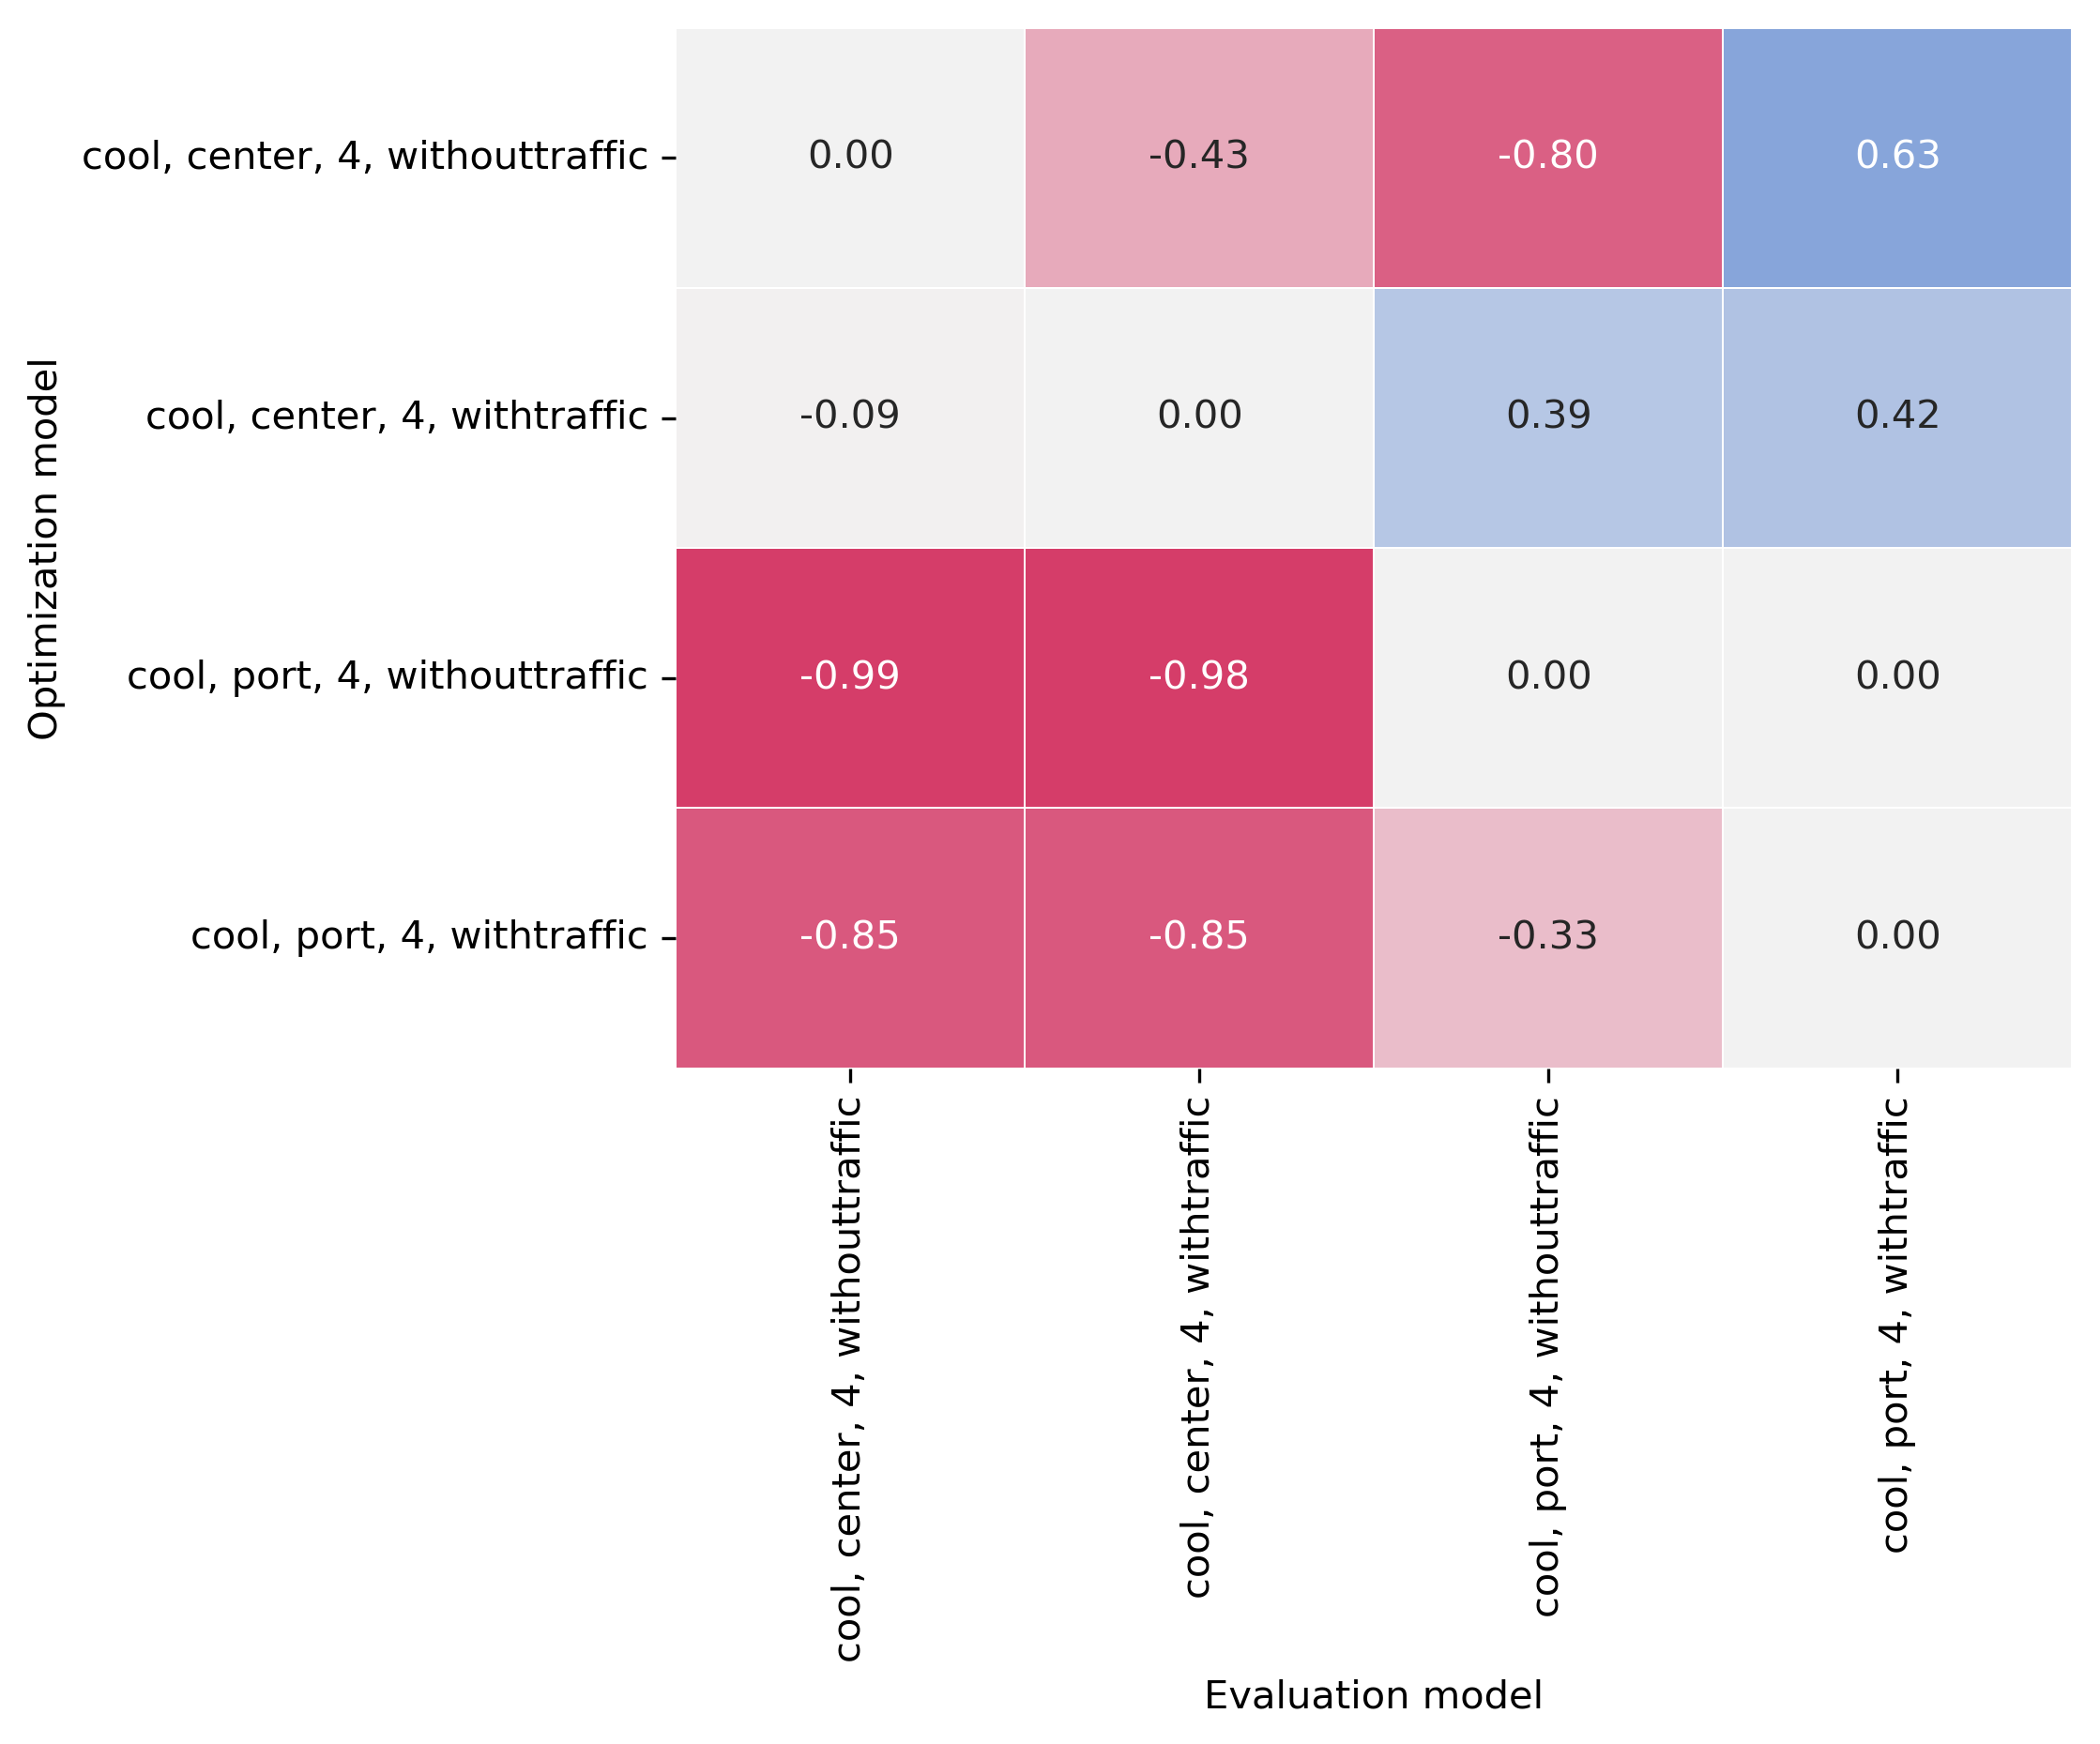 Optimization model
cool, center, 4, withouttraffic
0.00 -0.43 -0.80 0.63
cool, center, 4, withtraffic
-0.09 0.00 0.39 0.42
cool, port, 4, withouttraffic
-0.99 -0.98 0.00 0.00
cool, port, 4, withtraffic
-0.85 -0.85 -0.33 0.00
cool, center, 4, withouttraffic
cool, center, 4, withtraffic
cool, port, 4, withouttraffic
cool, port, 4, withtraffic
Evaluation model